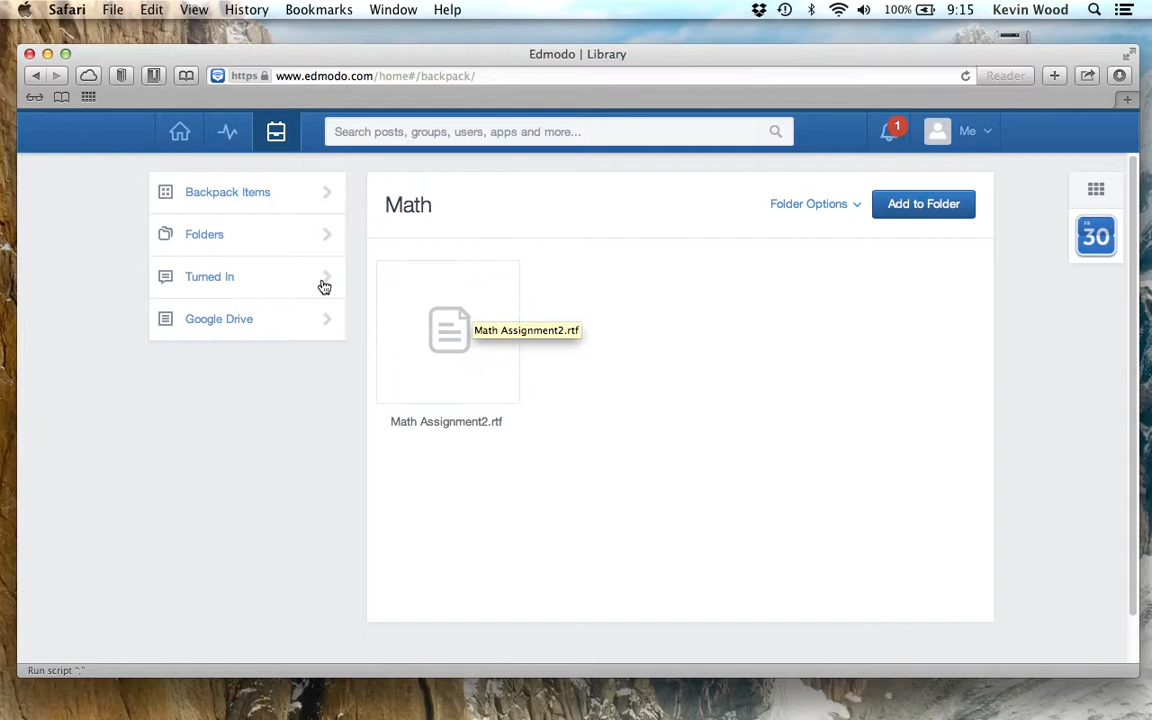 Safari File Edit View History Bookmarks Window Help 100% 9:15 Kevin Wood
Edmodo | Library
https www.edmodo.com/home#/backpack/ Reader
Search posts, groups, users, apps and more... 1 Me
Backpack Items
Folders
Turned In
Google Drive
Math Folder Options Add to Folder
Math Assignment2.rtf
Math Assignment2.rtf
FR
30
Run script ";"